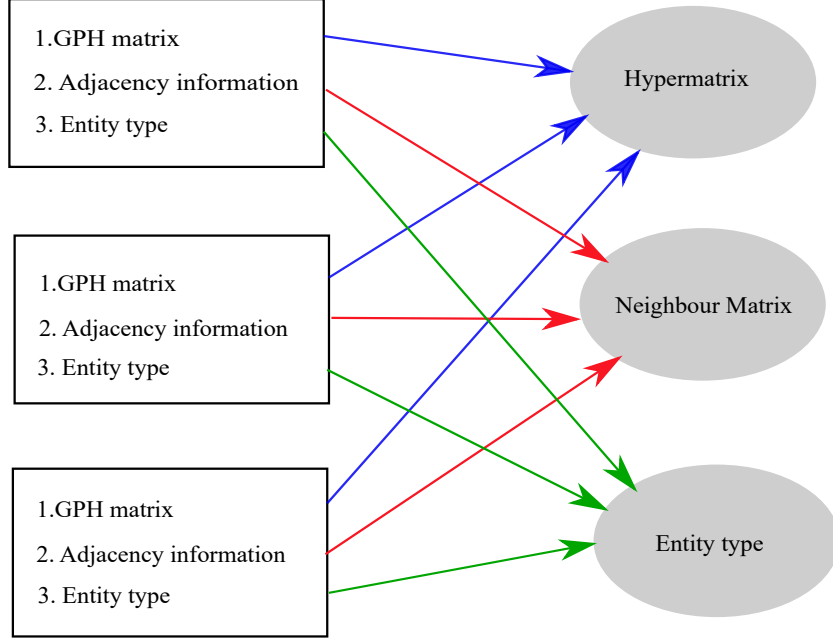 1.GPH matrix
2. Adjacency information
3. Entity type
1.GPH matrix
2. Adjacency information
3. Entity type
1.GPH matrix
2. Adjacency information
3. Entity type
Hypermatrix
Neighbour Matrix
Entity type